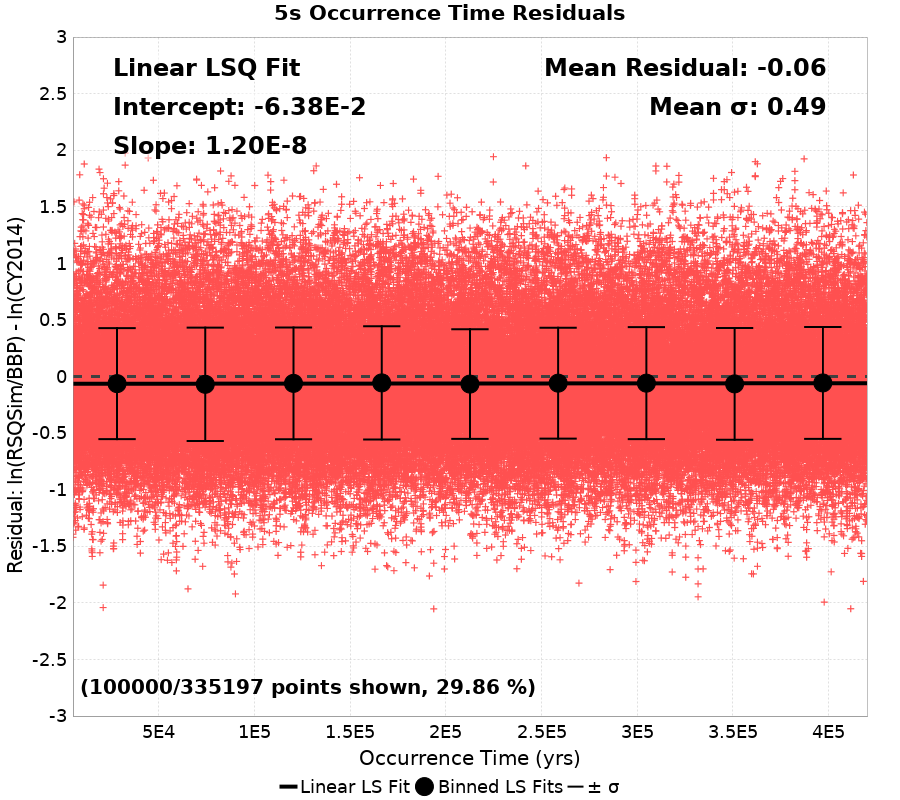 5s Occurrence Time Residuals
Linear LSQ Fit
Intercept: -6.38E-2
Slope: 1.20E-8
Mean Residual: -0.06
Mean σ: 0.49
3
2.5
2
1.5
1
0.5
0
-0.5
-1
-1.5
-2
-2.5
-3
Residual: ln(RSQSim/BBP) - ln(CY2014)
(100000/335197 points shown, 29.86 %)
5E4 1E5 1.5E5 2E5 2.5E5 3E5 3.5E5 4E5
Occurrence Time (yrs)
Linear LS Fit Binned LS Fits ± σ